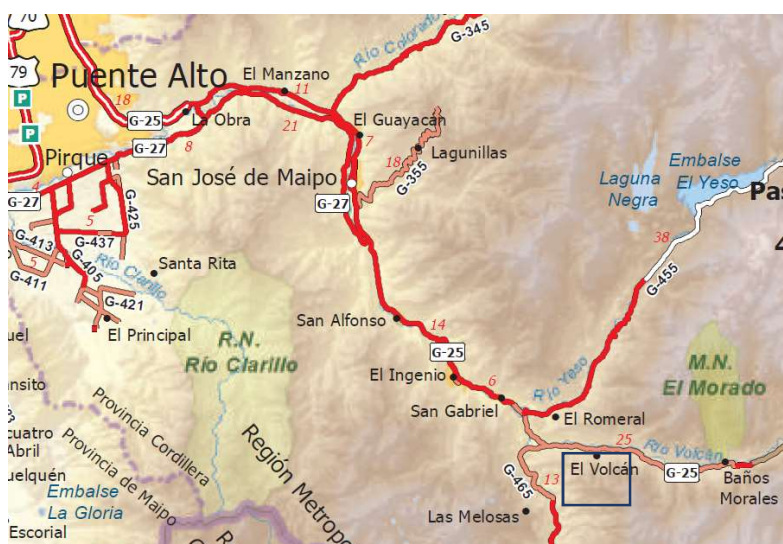 70
Río Colorado
G-345
79
Puente Alto
El Manzano
11
P
18
G-25
La Obra
21
El Guayacán
P
G-27
8
7
Lagunillas
18
G-355
Embalse
El Yeso
Laguna
Negra
Pirque
San José de Maipo
4
G-27
G-425
G-27
Pas
5
G-437
38
4
G-413
G-405
5
G-411
Río Clarillo
Santa Rita
G-455
G-421
El Principal
San Alfonso
14
uel
R.N.
Río Clarillo
G-25
M.N.
El Morado
El Ingenio
6
Río Yeso
ánsito
San Gabriel
El Romeral
Provincia Cordillera
Provincia de Maipo
cuatro
Abril
25
Río Volcán
Región Metropo
El Volcán
G-25
uelquén
G-465
13
Baños
Morales
Embalse
La Gloria
Las Melosas
Escorial